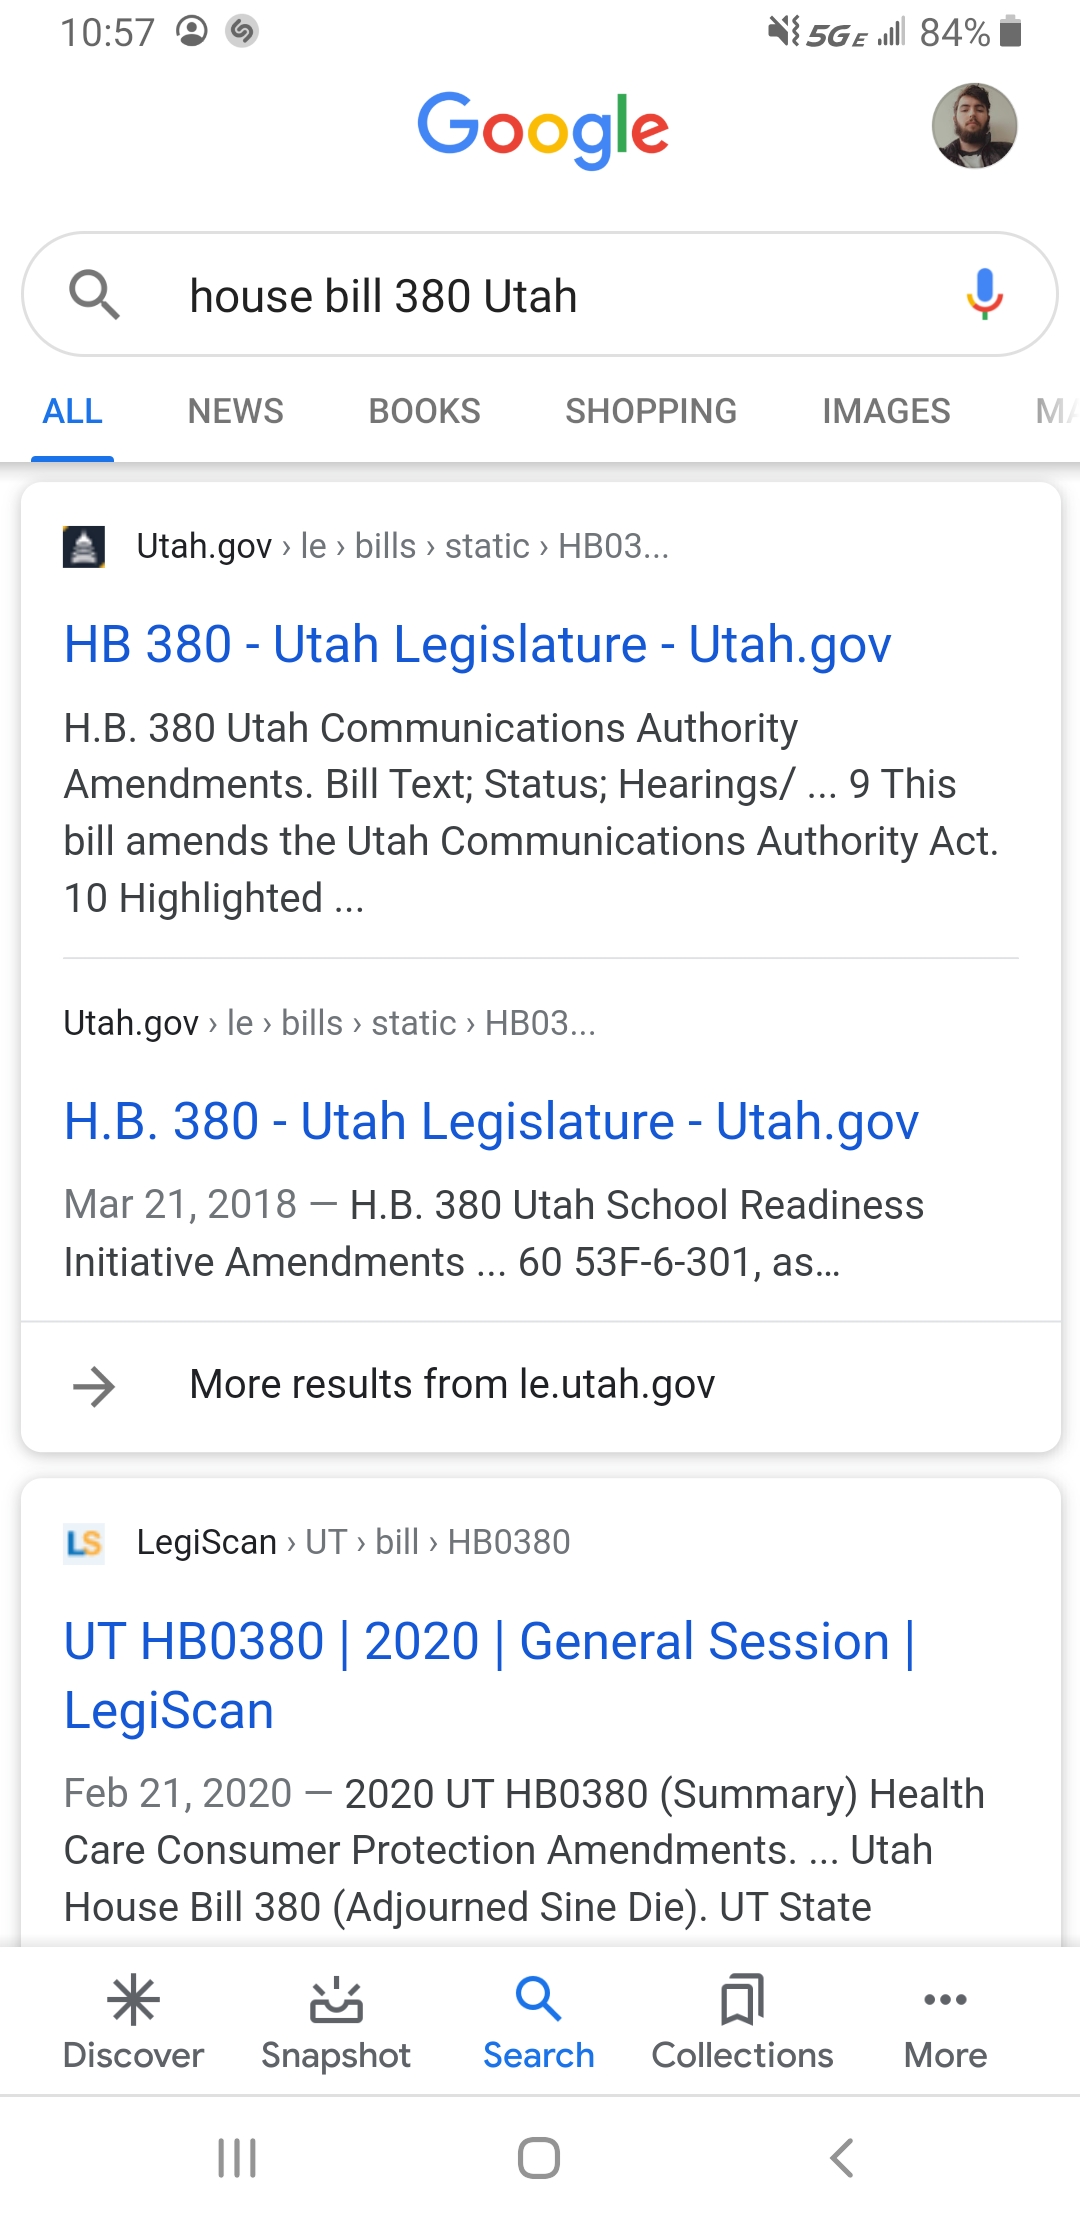 10:57
5GE 84%
Google
house bill 380 Utah
ALL NEWS BOOKS SHOPPING IMAGES
Utah.gov › le › bills › static › HB03...
HB 380 - Utah Legislature - Utah.gov
H.B. 380 Utah Communications Authority
Amendments. Bill Text; Status; Hearings/ ... 9 This
bill amends the Utah Communications Authority Act.
10 Highlighted ...
Utah.gov › le › bills › static › HB03...
H.B. 380 - Utah Legislature - Utah.gov
Mar 21, 2018 — H.B. 380 Utah School Readiness
Initiative Amendments ... 60 53F-6-301, as...
More results from le.utah.gov
LS LegiScan › UT › bill › HB0380
UT HB0380 | 2020 | General Session |
LegiScan
Feb 21, 2020 — 2020 UT HB0380 (Summary) Health
Care Consumer Protection Amendments. ... Utah
House Bill 380 (Adjourned Sine Die). UT State
Discover Snapshot Search Collections More